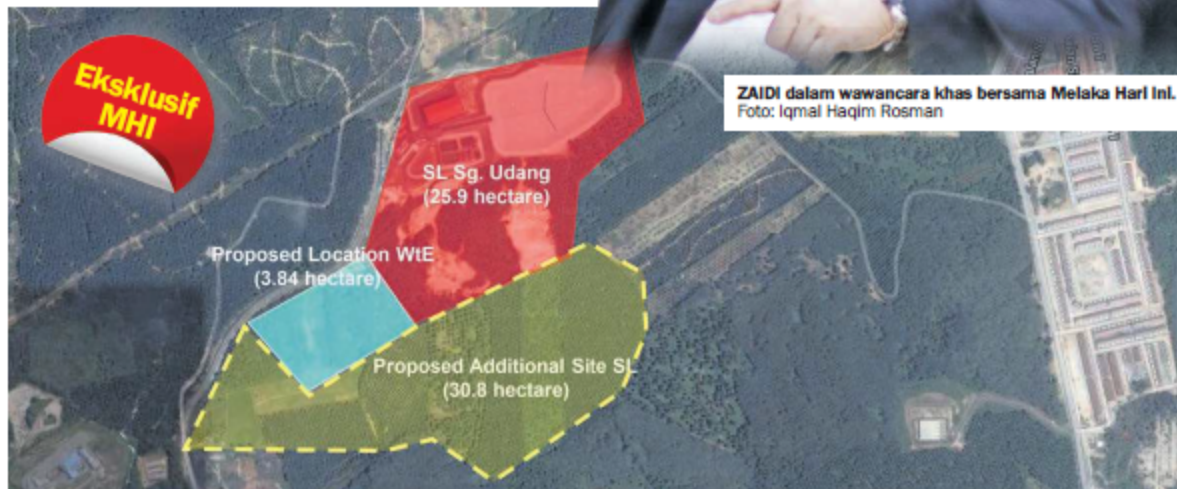 Eksklusif
MHI
ZAIDI dalam wawancara khas bersama Melaka Hari Ini.
Foto: Iqmal Haqim Rosman
SL Sg. Udang
(25.9 hectare)
Proposed Location WtE
(3.84 hectare)
Proposed Additional Site SL
(30.8 hectare)